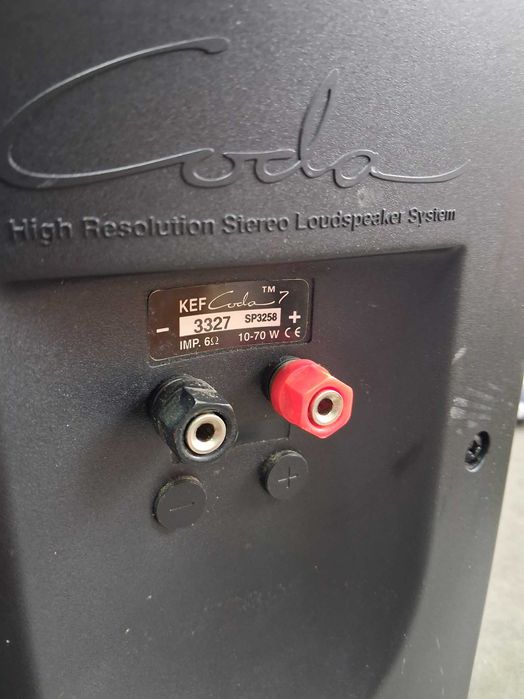 Coda
High Resolution Stereo Loudspeaker System
KEF Coda™ 7
− 3327 SP3258 +
IMP. 6Ω 10-70 W CE
− +